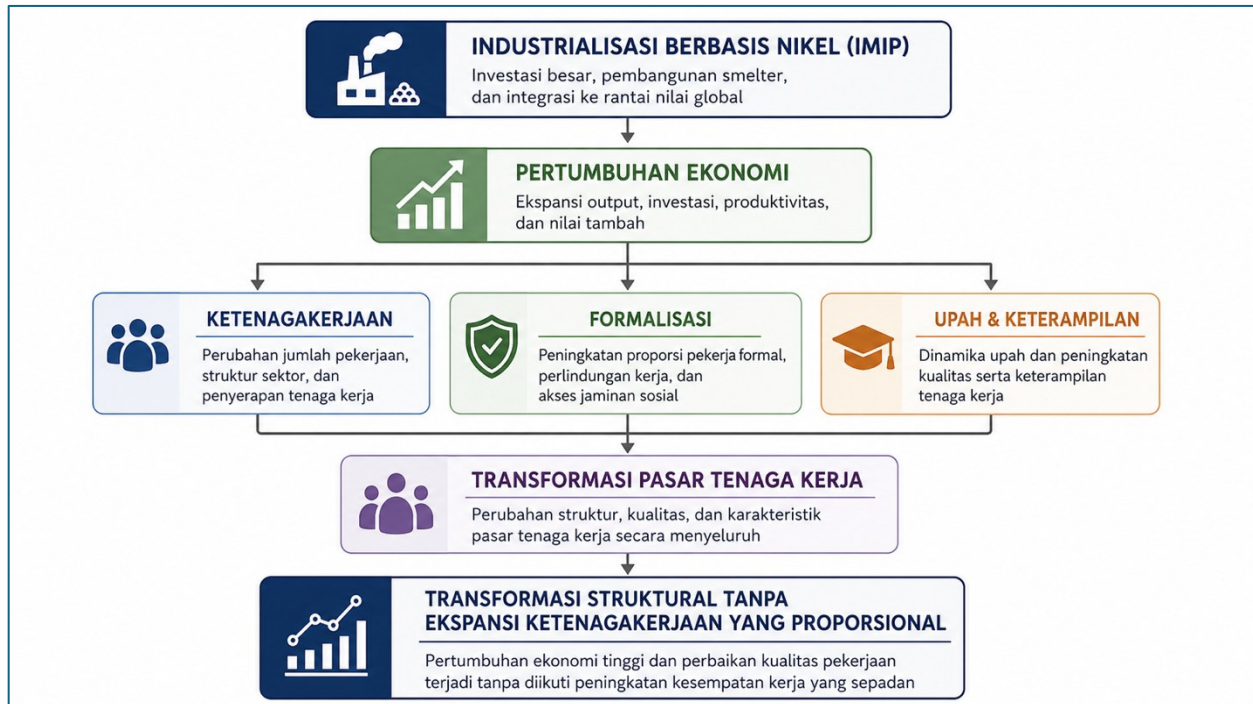 INDUSTRIALISASI BERBASIS NIKEL (IMIP)
Investasi besar, pembangunan smelter,
dan integrasi ke rantai nilai global
PERTUMBUHAN EKONOMI
Ekspansi output, investasi, produktivitas,
dan nilai tambah
KETENAGAKERJAAN
Perubahan jumlah pekerjaan,
struktur sektor, dan
penyerapan tenaga kerja
FORMALISASI
Peningkatan proporsi pekerja formal,
perlindungan kerja, dan
akses jaminan sosial
UPAH & KETERAMPILAN
Dinamika upah dan peningkatan
kualitas serta keterampilan
tenaga kerja
TRANSFORMASI PASAR TENAGA KERJA
Perubahan struktur, kualitas, dan karakteristik
pasar tenaga kerja secara menyeluruh
TRANSFORMASI STRUKTURAL TANPA
EKSPANSI KETENAGAKERJAAN YANG PROPORSIONAL
Pertumbuhan ekonomi tinggi dan perbaikan kualitas pekerjaan
terjadi tanpa diikuti peningkatan kesempatan kerja yang sepadan